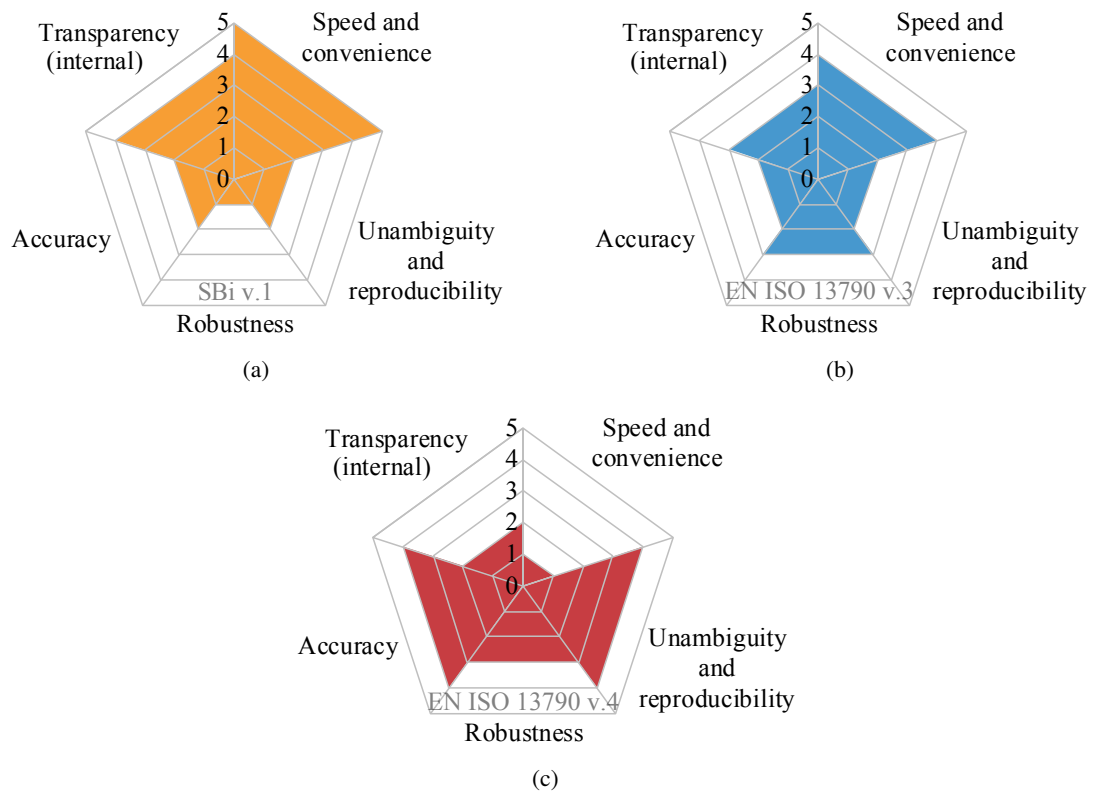 Transparency
(internal)
Speed and
convenience
5
4
3
2
1
0
Accuracy
Unambiguity
and
reproducibility
SBi v.1
Robustness
(a)
Transparency
(internal)
Speed and
convenience
5
4
3
2
1
0
Accuracy
Unambiguity
and
reproducibility
EN ISO 13790 v.3
Robustness
(b)
Transparency
(internal)
Speed and
convenience
5
4
3
2
1
0
Accuracy
Unambiguity
and
reproducibility
EN ISO 13790 v.4
Robustness
(c)